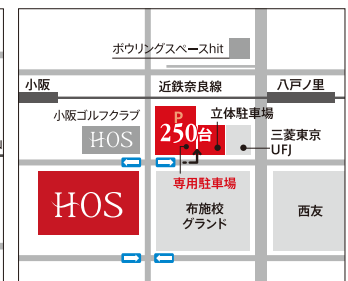 ボウリングスペースhit
小阪
近鉄奈良線
八戸ノ里
小阪ゴルフクラブ
HOS
P
250台
立体駐車場
三菱東京
UFJ
専用駐車場
HOS
布施校
グランド
西友